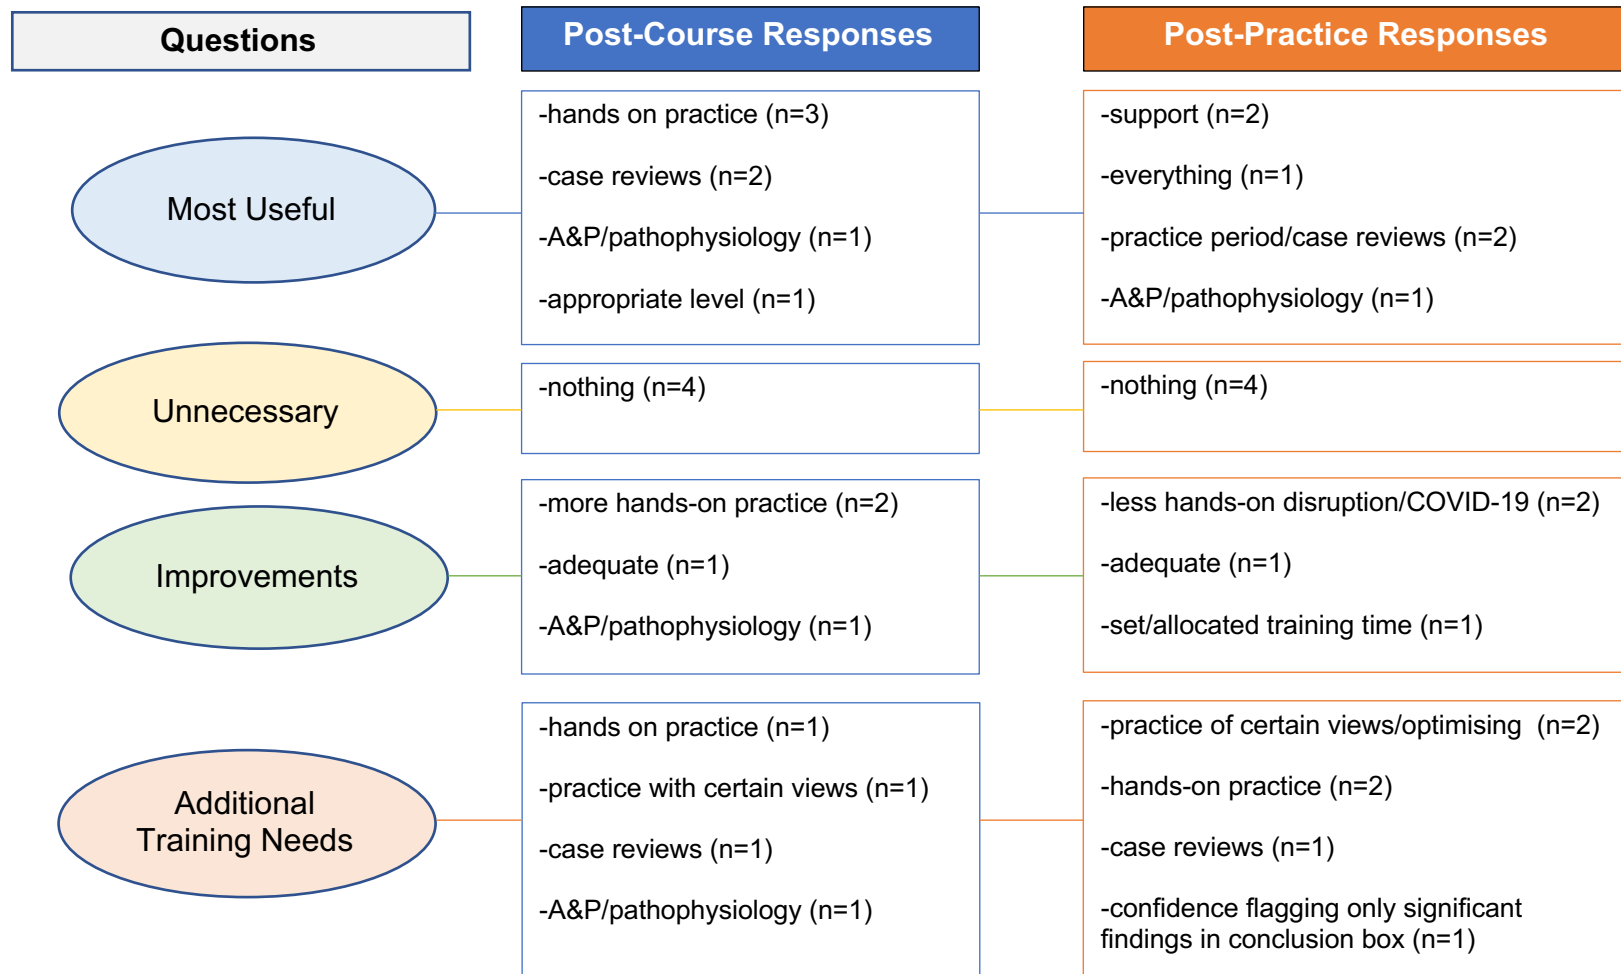 Questions
Post-Course Responses
Post-Practice Responses
Most Useful
-hands on practice (n=3)
-case reviews (n=2)
-A&P/pathophysiology (n=1)
-appropriate level (n=1)
-support (n=2)
-everything (n=1)
-practice period/case reviews (n=2)
-A&P/pathophysiology (n=1)
Unnecessary
-nothing (n=4)
-nothing (n=4)
Improvements
-more hands-on practice (n=2)
-adequate (n=1)
-A&P/pathophysiology (n=1)
-less hands-on disruption/COVID-19 (n=2)
-adequate (n=1)
-set/allocated training time (n=1)
Additional
Training Needs
-hands on practice (n=1)
-practice with certain views (n=1)
-case reviews (n=1)
-A&P/pathophysiology (n=1)
-practice of certain views/optimising (n=2)
-hands-on practice (n=2)
-case reviews (n=1)
-confidence flagging only significant
findings in conclusion box (n=1)